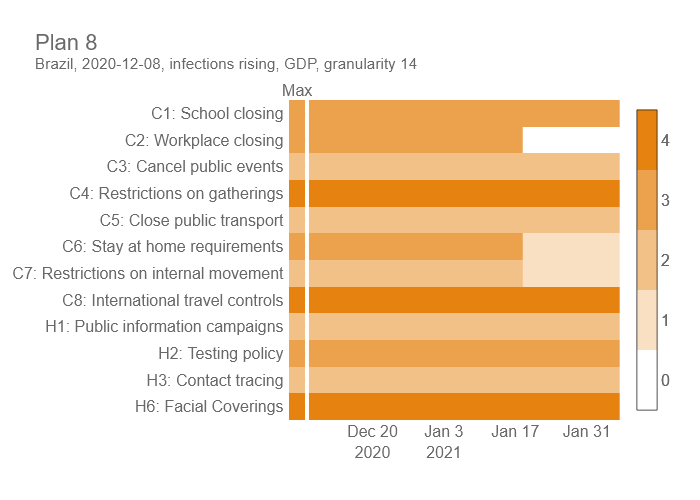 Plan 8
Brazil, 2020-12-08, infections rising, GDP, granularity 14
Max
C1: School closing
C2: Workplace closing
C3: Cancel public events
C4: Restrictions on gatherings
C5: Close public transport
C6: Stay at home requirements
C7: Restrictions on internal movement
C8: International travel controls
H1: Public information campaigns
H2: Testing policy
H3: Contact tracing
H6: Facial Coverings
Dec 20 Jan 3 Jan 17 Jan 31
2020 2021
4
3
2
1
0